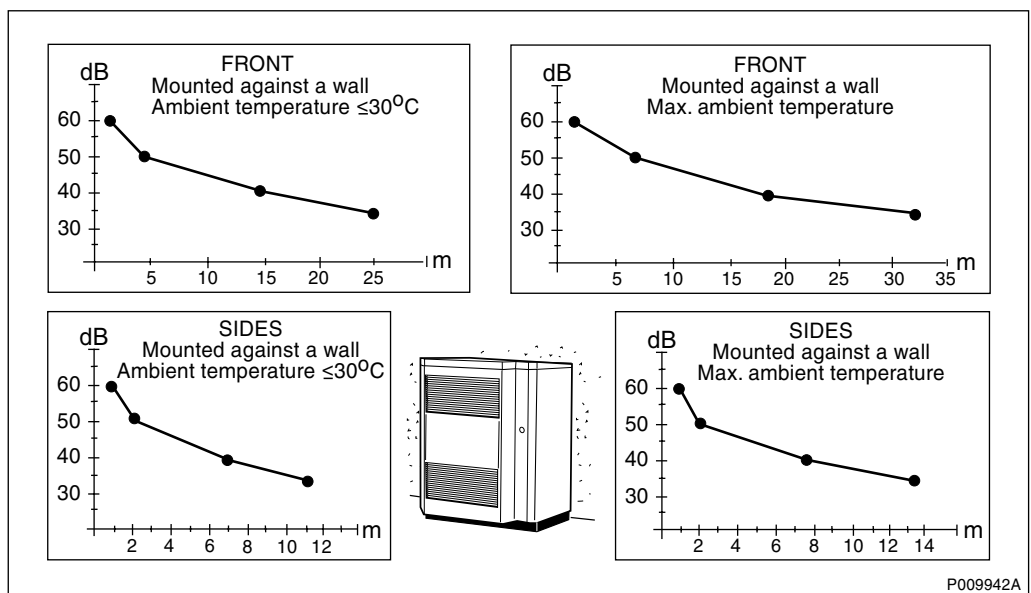 FRONT
dB
Mounted against a wall
Ambient temperature ≤30°C
60
50
40
30
5 10 15 20 25 m
FRONT
dB
Mounted against a wall
Max. ambient temperature
60
50
40
30
5 10 15 20 25 30 35 m
SIDES
dB
Mounted against a wall
Ambient temperature ≤30°C
60
50
40
30
2 4 6 8 10 12 m
SIDES
dB
Mounted against a wall
Max. ambient temperature
60
50
40
30
2 4 6 8 10 12 14 m
P009942A